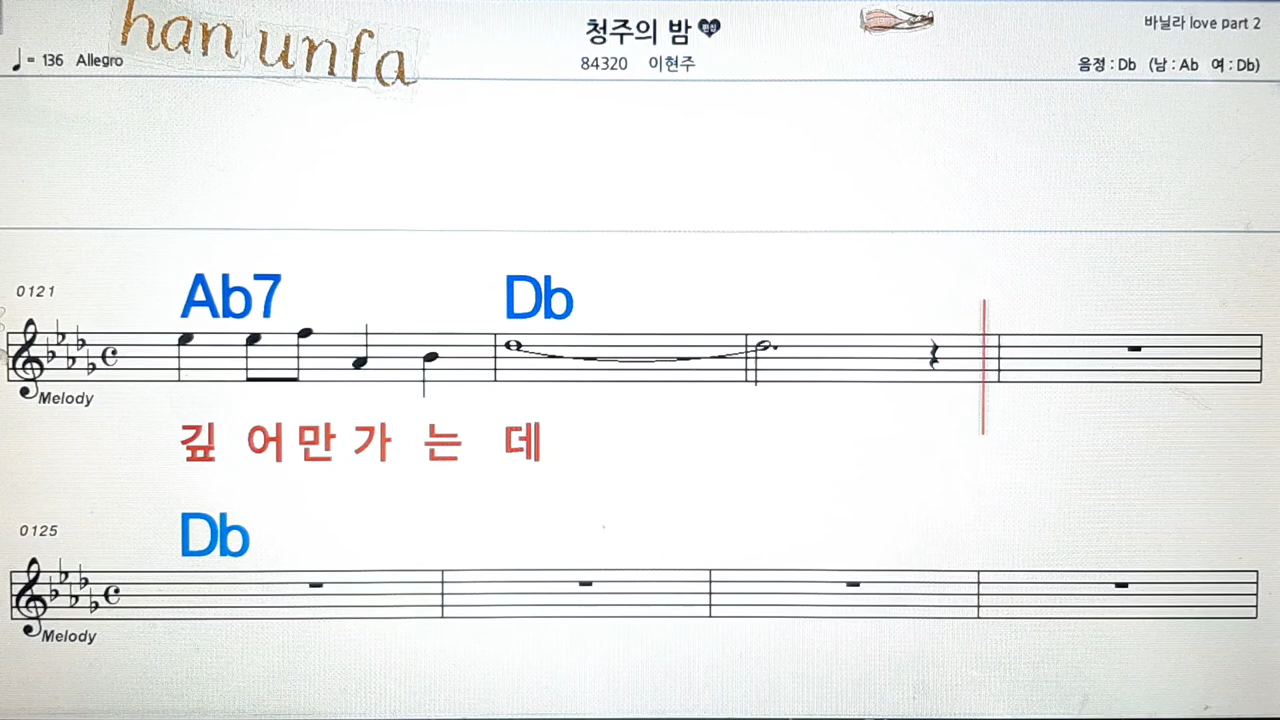 han unfa
청주의 밤 편집
바닐라 love part 2
♩= 136 Allegro
84320 이현주
음정 : Db (남 : Ab 여 : Db)
0121
Ab7 Db
Melody
깊 어 만 가 는 데
0125
Db
Melody